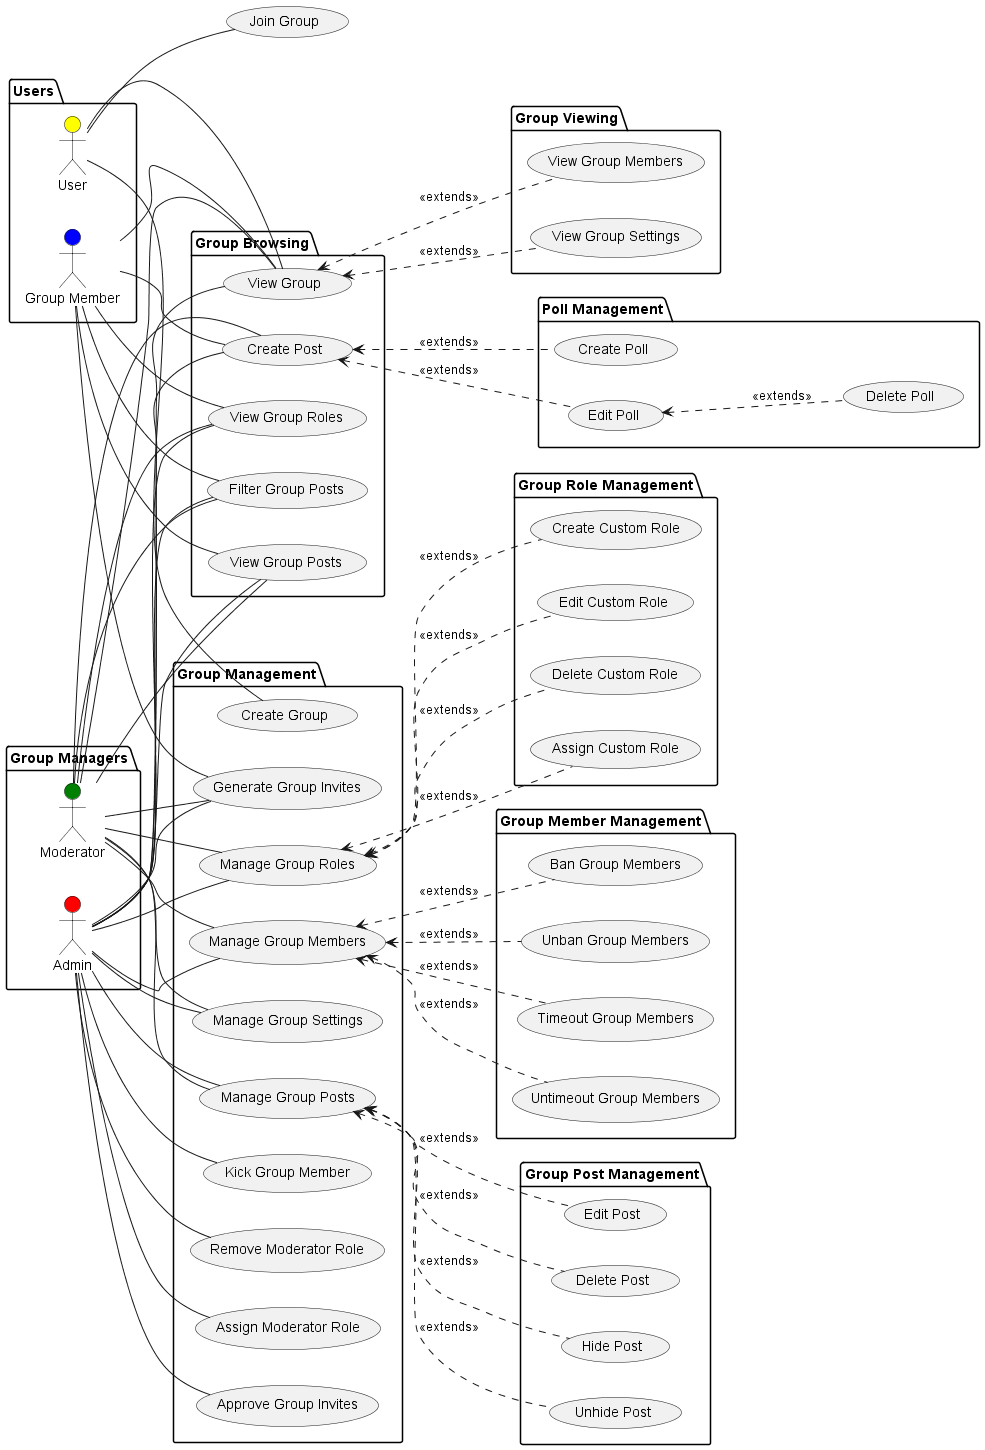 Join Group
Users
User
Group Member
Group Browsing
View Group
Create Post
View Group Roles
Filter Group Posts
View Group Posts
Group Viewing
View Group Members
View Group Settings
«extends»
«extends»
Poll Management
Create Poll
Edit Poll
Delete Poll
«extends»
«extends»
«extends»
Group Managers
Moderator
Admin
Group Management
Create Group
Generate Group Invites
Manage Group Roles
Manage Group Members
Manage Group Settings
Manage Group Posts
Kick Group Member
Remove Moderator Role
Assign Moderator Role
Approve Group Invites
Group Role Management
Create Custom Role
Edit Custom Role
Delete Custom Role
Assign Custom Role
«extends»
«extends»
«extends»
«extends»
Group Member Management
Ban Group Members
Unban Group Members
Timeout Group Members
Untimeout Group Members
«extends»
«extends»
«extends»
«extends»
Group Post Management
Edit Post
Delete Post
Hide Post
Unhide Post
«extends»
«extends»
«extends»
«extends»